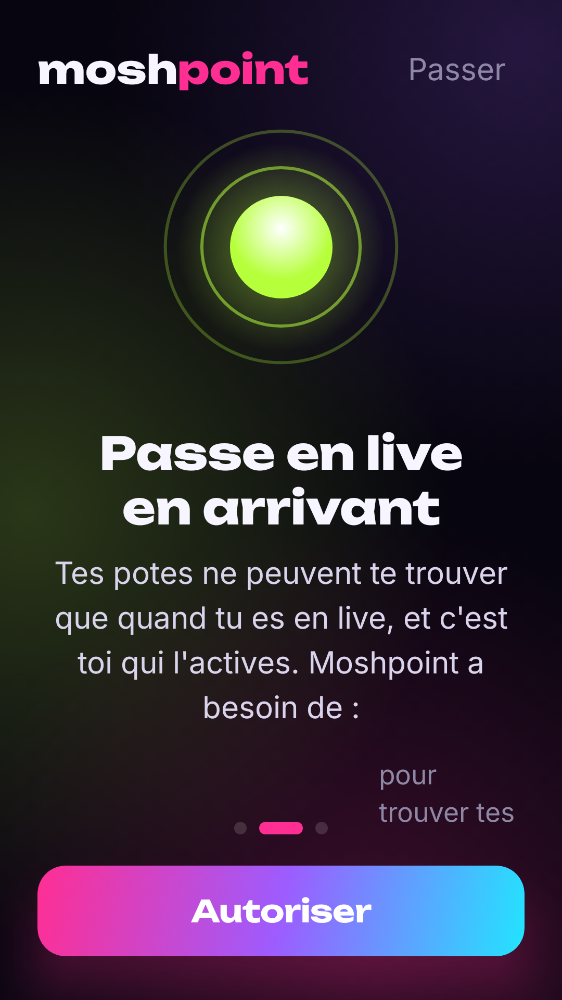 moshpoint
Passer
Passe en live
en arrivant
Tes potes ne peuvent te trouver
que quand tu es en live, et c'est
toi qui l'actives. Moshpoint a
besoin de :
pour
trouver tes
Autoriser